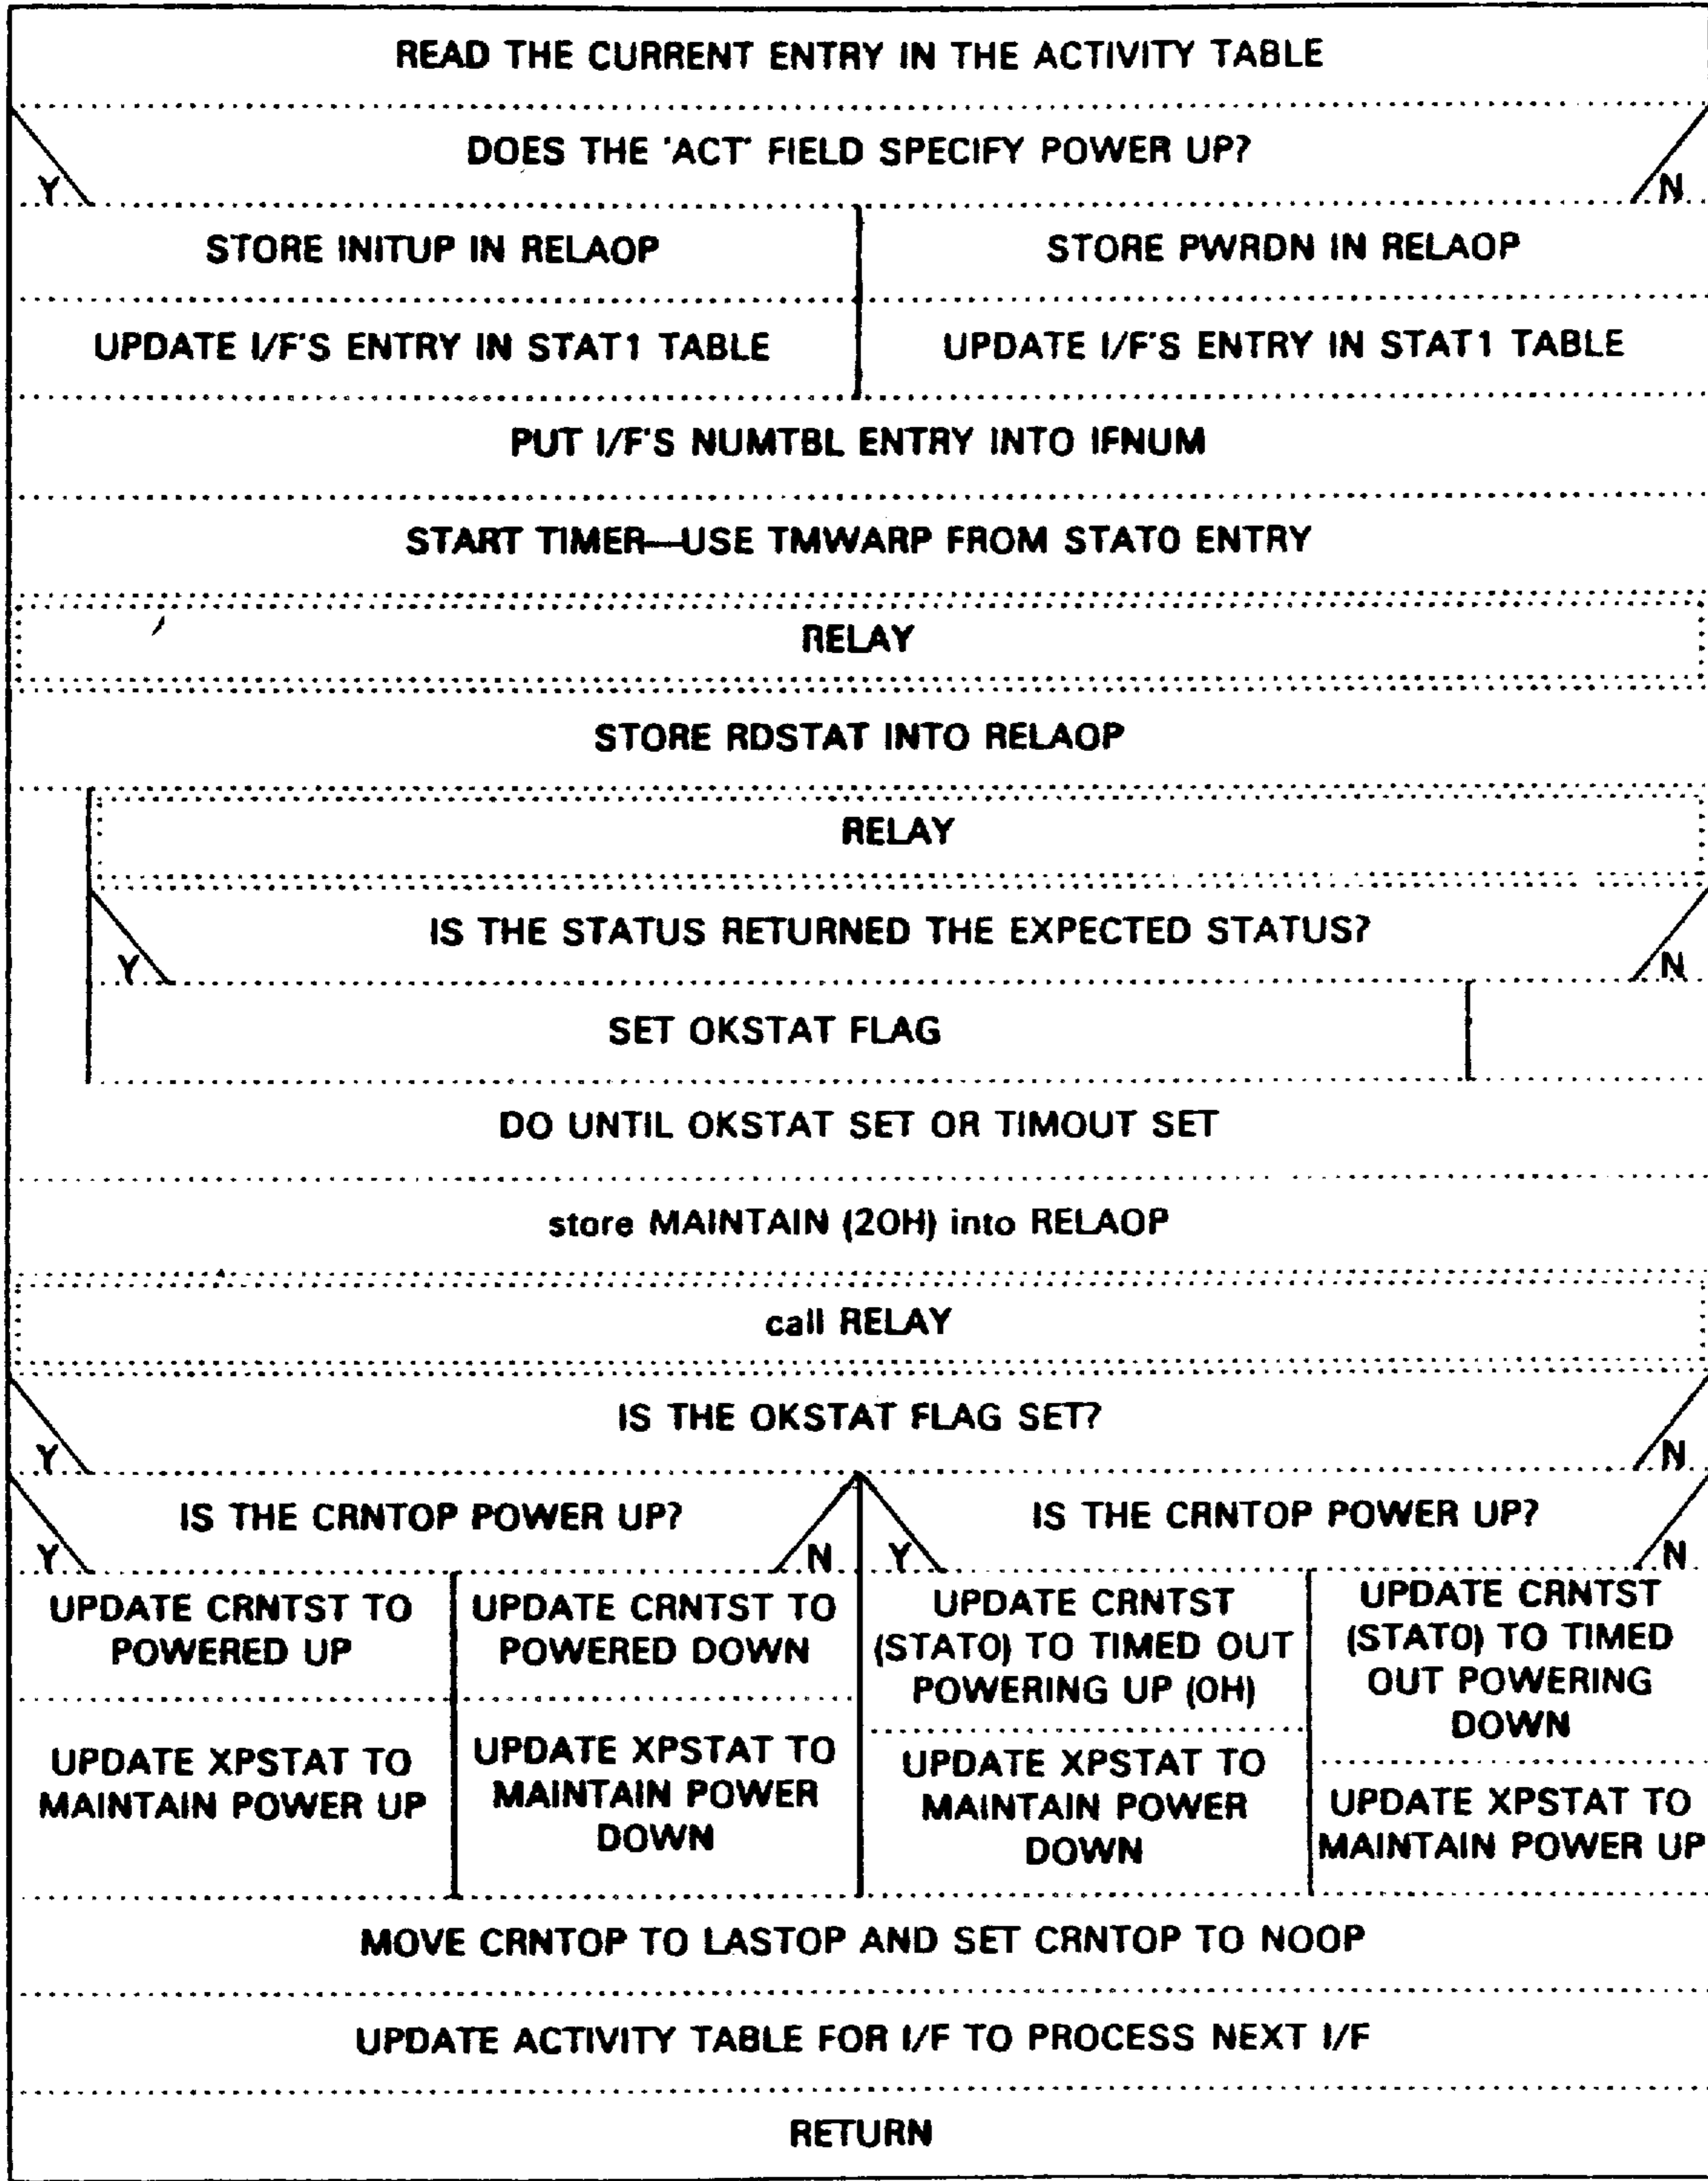 READ THE CURRENT ENTRY IN THE ACTIVITY TABLE
DOES THE 'ACT' FIELD SPECIFY POWER UP?
Y
N
STORE INITUP IN RELAOP
STORE PWRDN IN RELAOP
UPDATE I/F'S ENTRY IN STAT1 TABLE
UPDATE I/F'S ENTRY IN STAT1 TABLE
PUT I/F'S NUMTBL ENTRY INTO IFNUM
START TIMER—USE TMWARP FROM STAT0 ENTRY
RELAY
STORE RDSTAT INTO RELAOP
RELAY
IS THE STATUS RETURNED THE EXPECTED STATUS?
Y
N
SET OKSTAT FLAG
DO UNTIL OKSTAT SET OR TIMOUT SET
store MAINTAIN (20H) into RELAOP
call RELAY
IS THE OKSTAT FLAG SET?
Y
N
IS THE CRNTOP POWER UP?
Y
N
IS THE CRNTOP POWER UP?
Y
N
UPDATE CRNTST TO
POWERED UP
UPDATE XPSTAT TO
MAINTAIN POWER UP
UPDATE CRNTST TO
POWERED DOWN
UPDATE XPSTAT TO
MAINTAIN POWER
DOWN
UPDATE CRNTST
(STAT0) TO TIMED OUT
POWERING UP (0H)
UPDATE XPSTAT TO
MAINTAIN POWER
DOWN
UPDATE CRNTST
(STAT0) TO TIMED
OUT POWERING
DOWN
UPDATE XPSTAT TO
MAINTAIN POWER UP
MOVE CRNTOP TO LASTOP AND SET CRNTOP TO NOOP
UPDATE ACTIVITY TABLE FOR I/F TO PROCESS NEXT I/F
RETURN